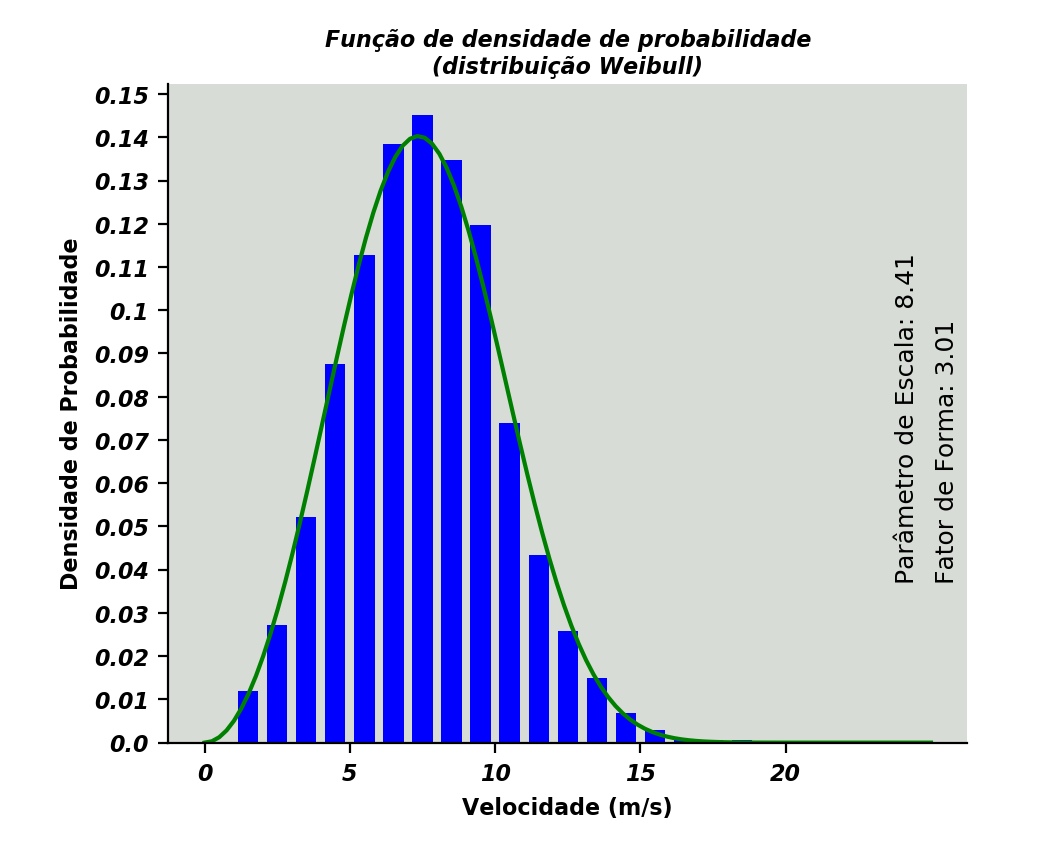 Função de densidade de probabilidade
(distribuição Weibull)
0.15
0.14
0.13
0.12
0.11
0.1
0.09
0.08
0.07
0.06
0.05
0.04
0.03
0.02
0.01
0.0
Densidade de Probabilidade
0 5 10 15 20
Velocidade (m/s)
Parâmetro de Escala: 8.41
Fator de Forma: 3.01